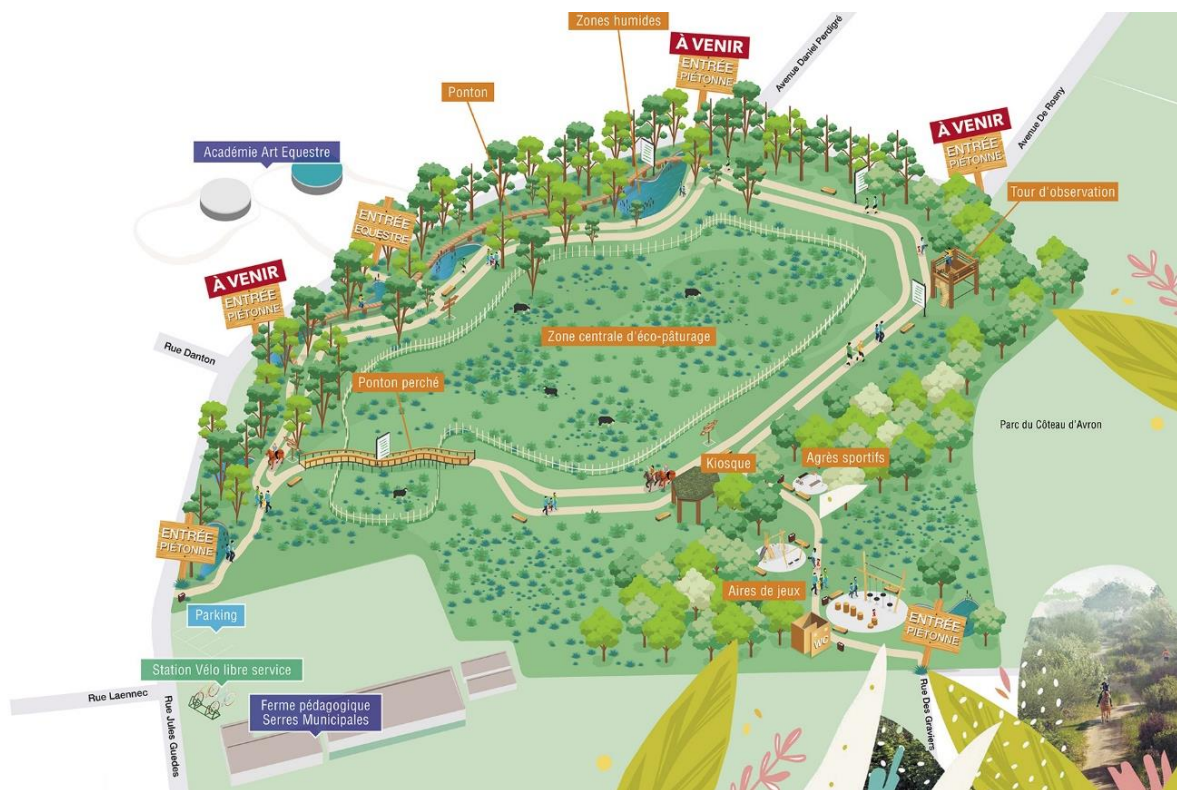 Zones humides
À VENIR
ENTRÉE
PIÉTONNE
Avenue Daniel Perdigré
Ponton
À VENIR
ENTRÉE
PIÉTONNE
Avenue De Rosny
Académie Art Equestre
Tour d'observation
ENTRÉE
ÉQUESTRE
À VENIR
ENTRÉE
PIÉTONNE
Rue Danton
Zone centrale d'éco-pâturage
Ponton perché
Parc du Côteau d'Avron
Kiosque
Agrès sportifs
ENTRÉE
PIÉTONNE
Aires de jeux
Parking
ENTRÉE
PIÉTONNE
WC
Station Vélo libre service
Rue Laennec
Rue Jules Guedes
Ferme pédagogique
Serres Municipales
Rue Des Graviers